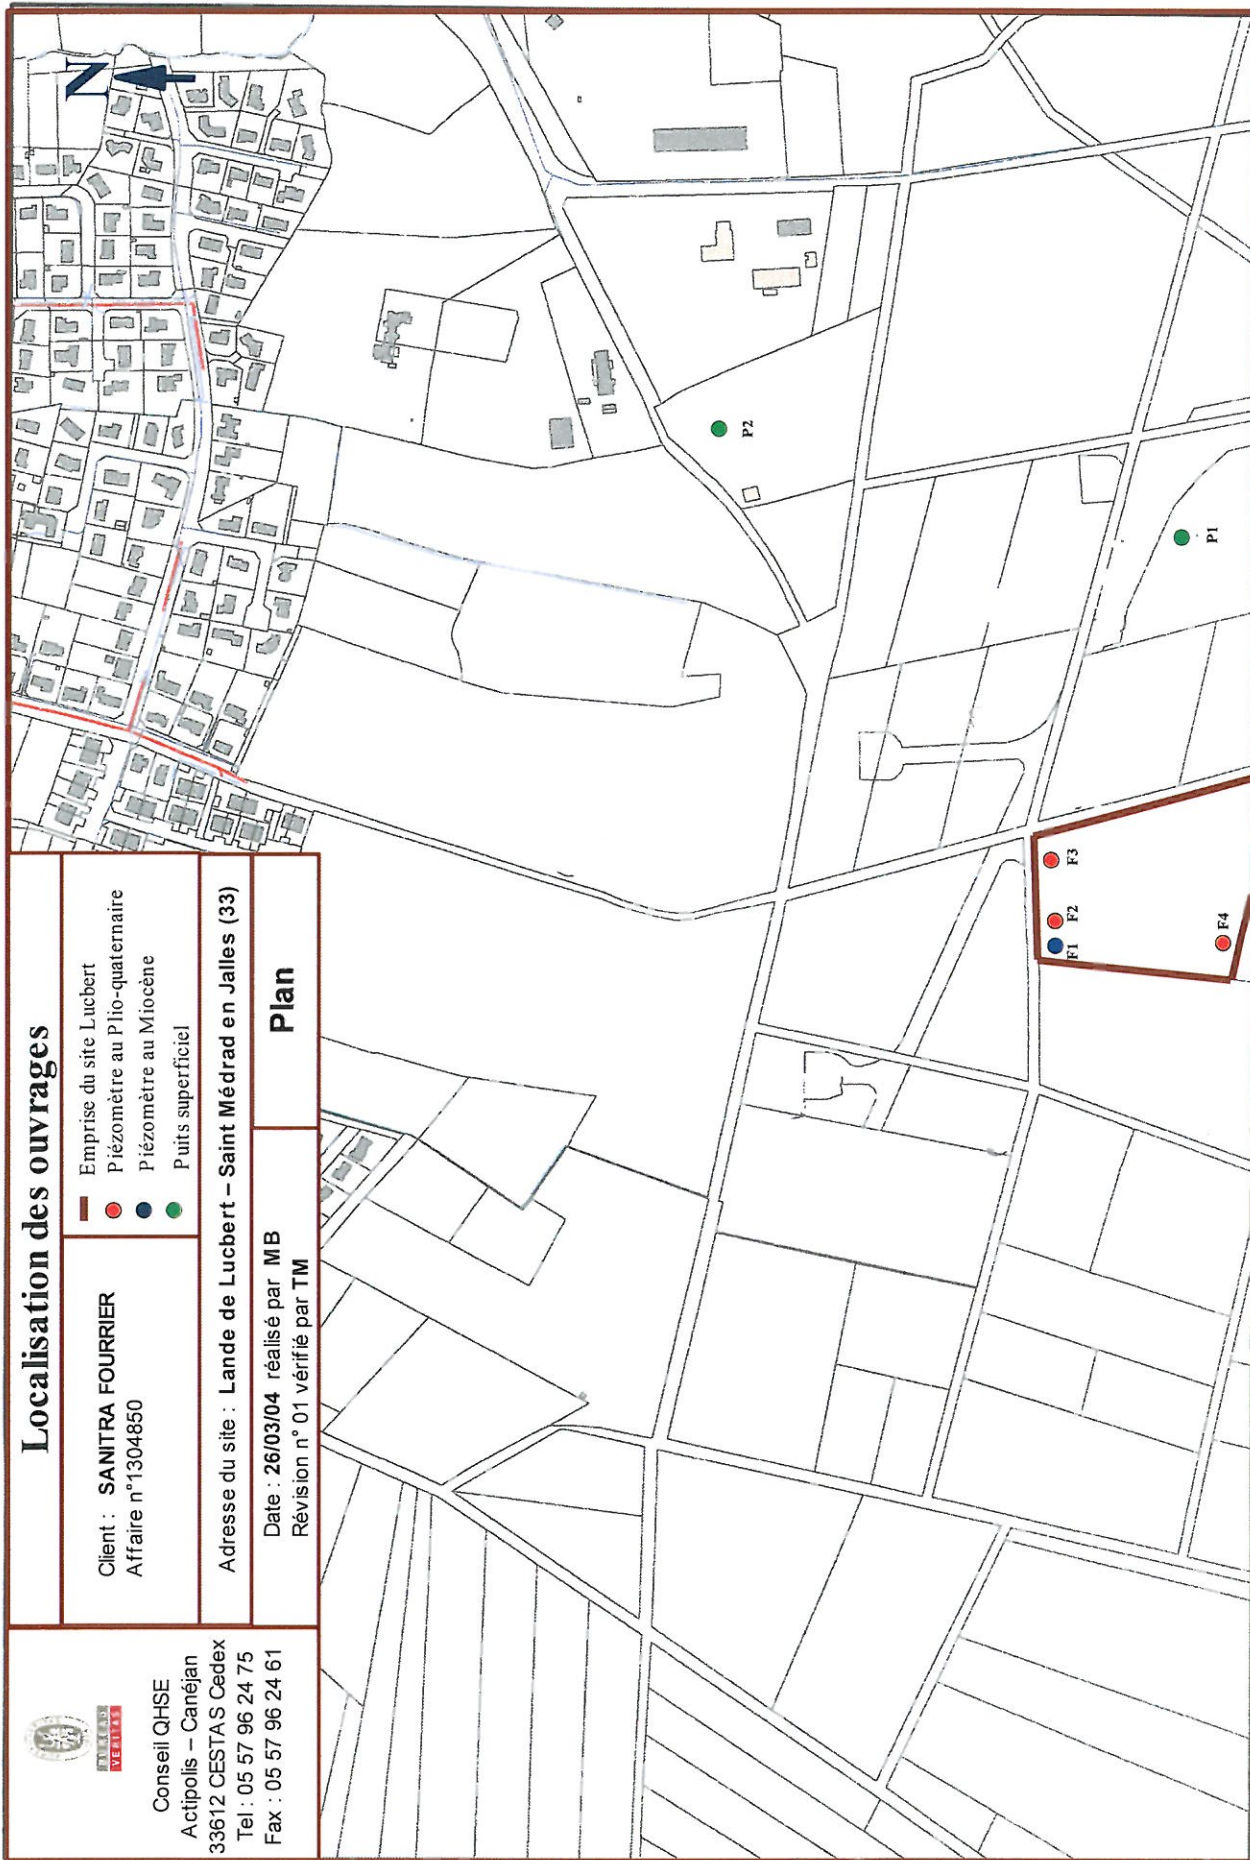 Localisation des ouvrages
BUREAU
VERITAS
Conseil QHSE
Actipolis – Canéjan
33612 CESTAS Cedex
Tel : 05 57 96 24 75
Fax : 05 57 96 24 61
Client : SANITRA FOURRIER
Affaire n°1304850
Emprise du site Lucbert
Piézomètre au Plio-quaternaire
Piézomètre au Miocène
Puits superficiel
Adresse du site : Lande de Lucbert – Saint Médrad en Jalles (33)
Date : 26/03/04 réalisé par MB
Révision n° 01 vérifié par TM
Plan
N
P2
P1
F3
F2
F1
F4